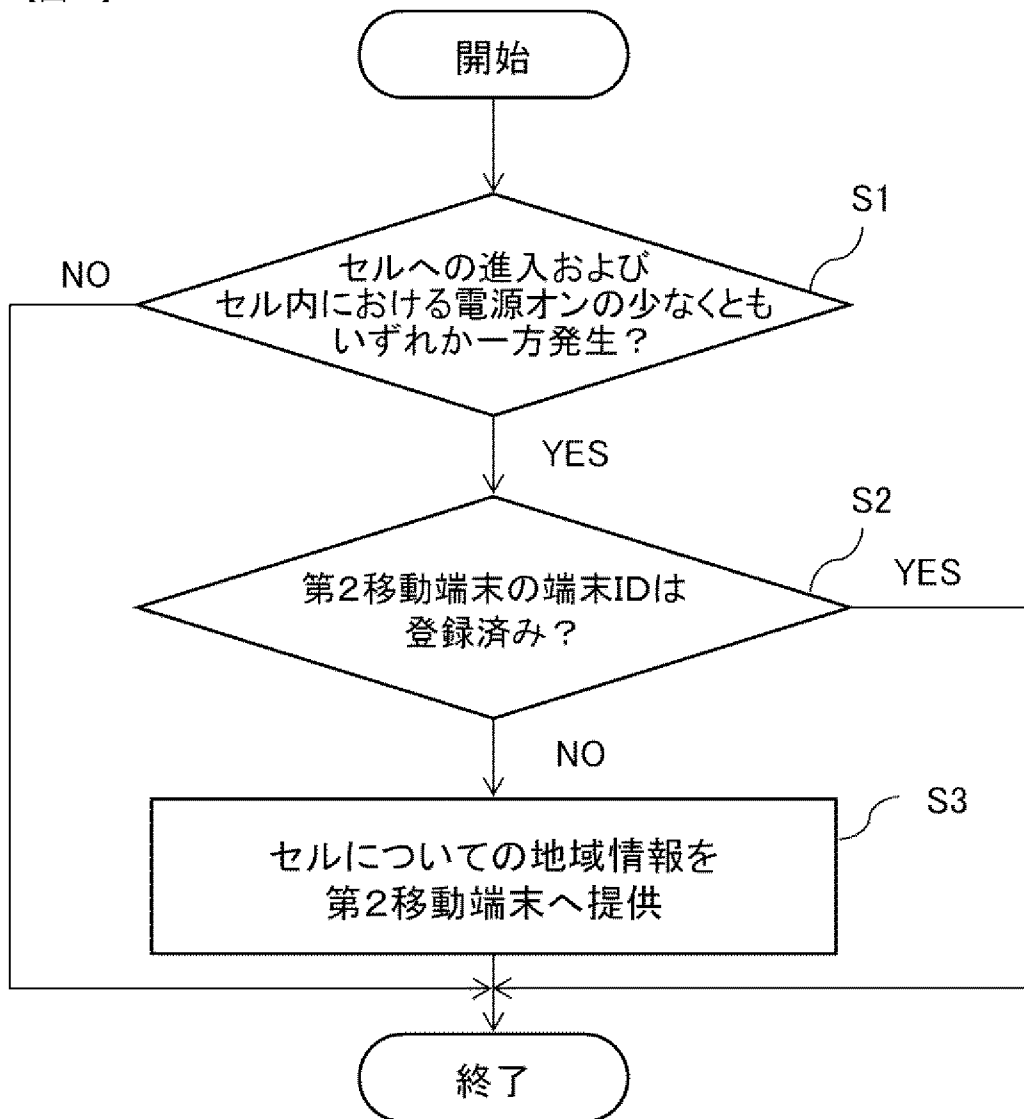 開始
S1
NO
セルへの進入および
セル内における電源オンの少なくとも
いずれか一方発生？
YES
S2
YES
第2移動端末の端末IDは
登録済み？
NO
S3
セルについての地域情報を
第2移動端末へ提供
終了